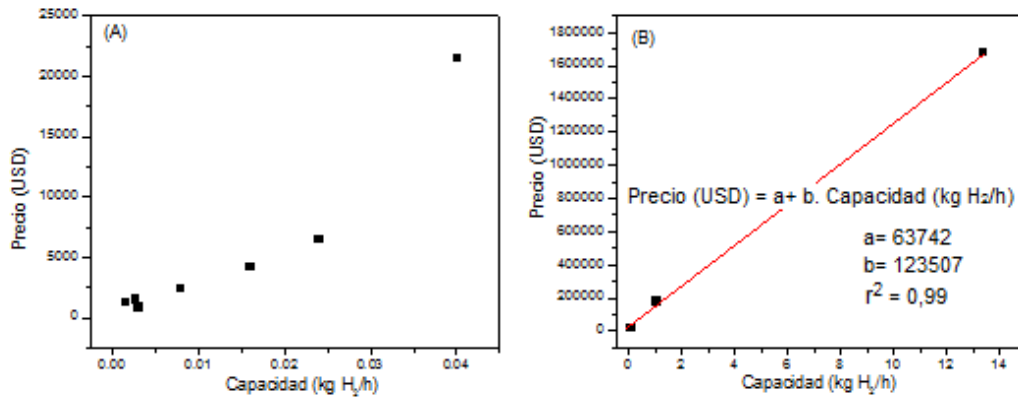 (A)
25000
20000
15000
10000
5000
0
Precio (USD)
0.00 0.01 0.02 0.03 0.04
Capacidad (kg H₂/h)
(B)
1800000
1600000
1400000
1200000
1000000
800000
600000
400000
200000
0
Precio (USD)
Precio (USD) = a+ b. Capacidad (kg H₂/h)
a= 63742
b= 123507
r² = 0,99
0 2 4 6 8 10 12 14
Capacidad (kg H₂/h)